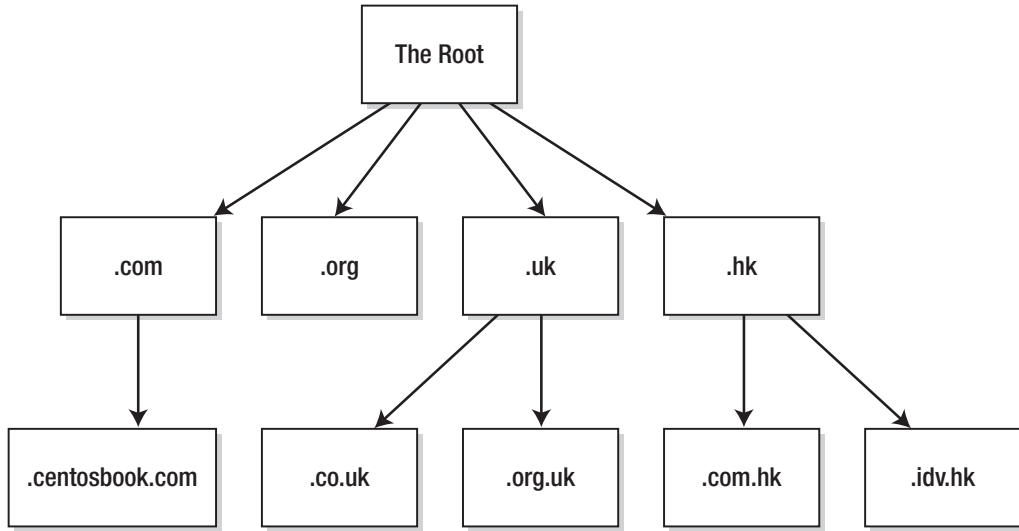 The Root
.com
.org
.uk
.hk
.centosbook.com
.co.uk
.org.uk
.com.hk
.idv.hk